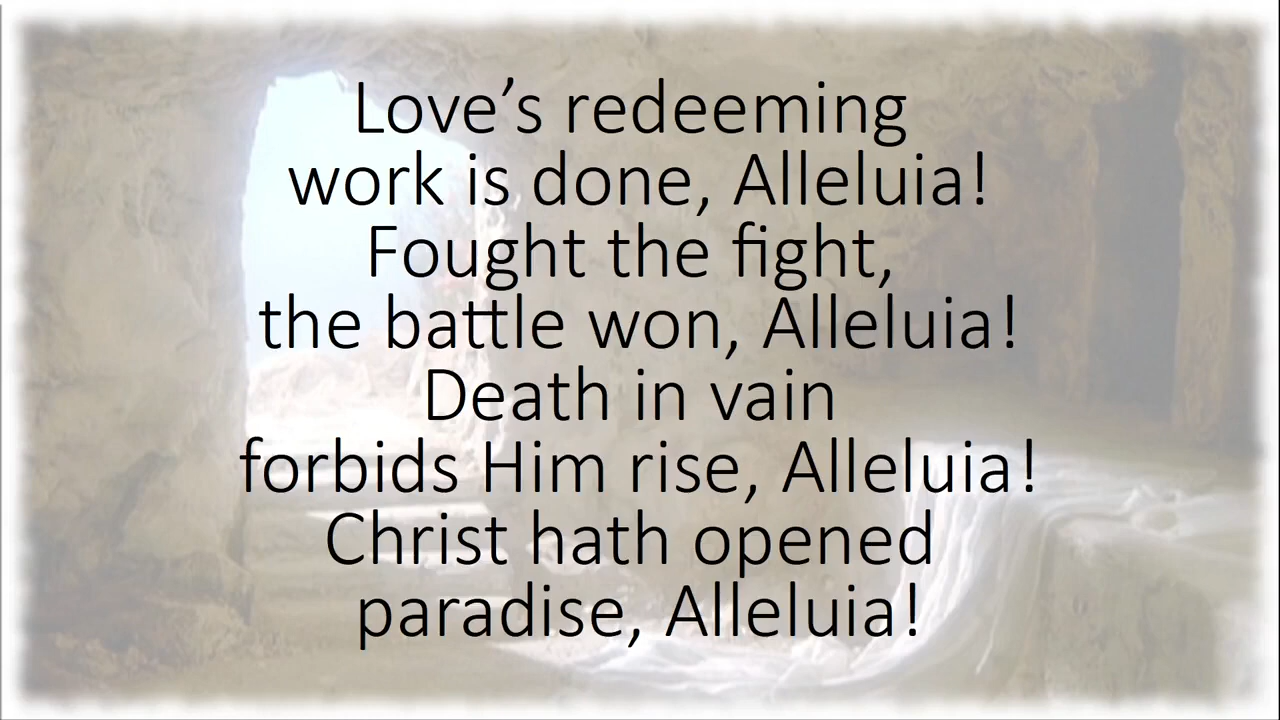 Love’s redeeming
work is done, Alleluia!
Fought the fight,
the battle won, Alleluia!
Death in vain
forbids Him rise, Alleluia!
Christ hath opened
paradise, Alleluia!